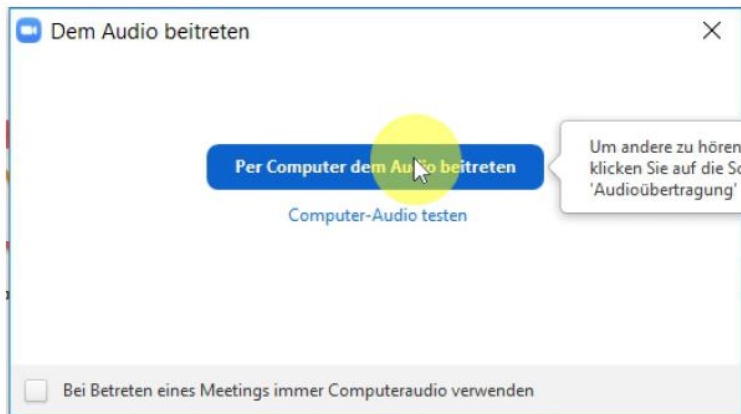 Dem Audio beitreten
Per Computer dem Audio beitreten
Um andere zu hören
klicken Sie auf die
'Audioübertragung'
Computer-Audio testen
Bei Betreten eines Meetings immer Computeraudio verwenden